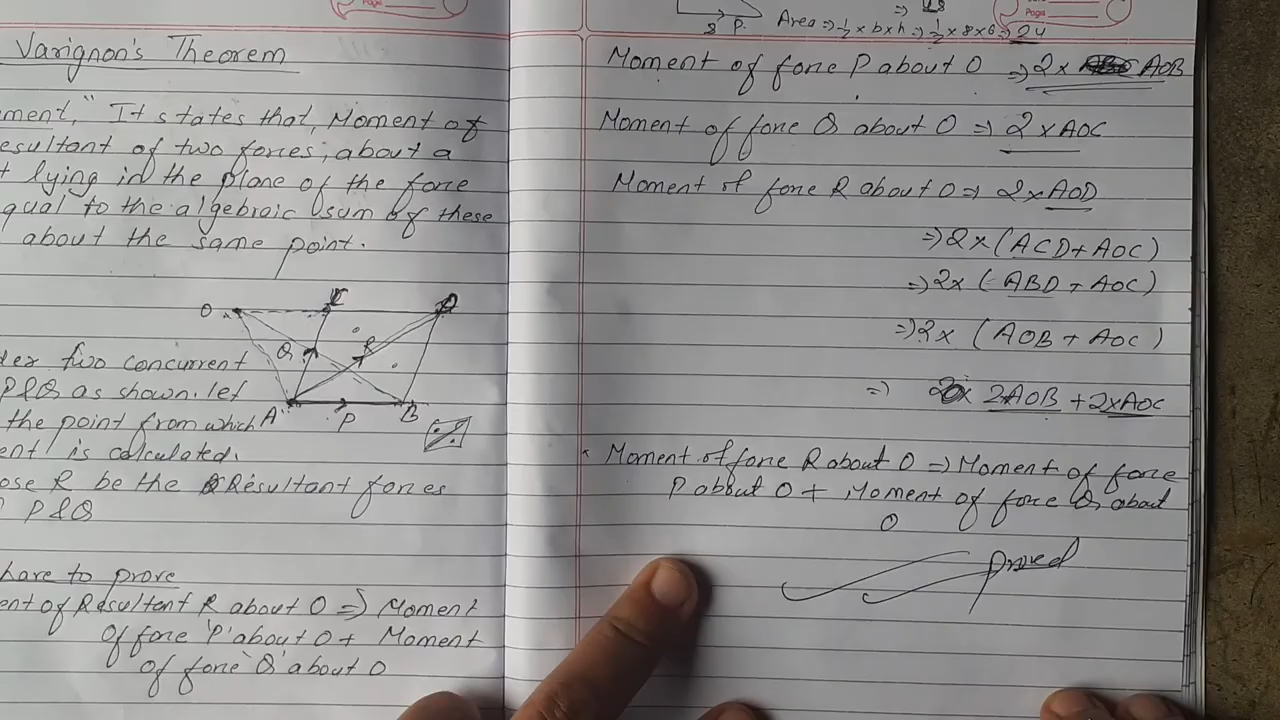 Varignon's Theorem
ment," It states that, Moment of
esultant of two forces, about a
t lying in the plane of the force
qual to the algebraic sum of these
about the same point.
O C D
Q R
A P B
der two concurrent
P&Q as shown. let
the point from which
ent is calculated.
ose R be the Resultant forces
P&Q
have to prove
ent of Resultant R about O => Moment
of force 'P' about O + Moment
of force 'Q' about O
Page
S P. Area => 1/2 x b x h => 1/2 x 8 x 6 => 24
Page
Moment of force P about O => 2 x AOB
Moment of force Q about O => 2 x AOC
Moment of force R about O => 2 x AOD
=> 2 x (ACD + AOC)
=> 2x (ABD + AOC)
=> 2x (AOB + AOC)
=> 2AOB + 2xAOC
Moment of force R about O => Moment of force
P about O + Moment of force Q about
O
Proved